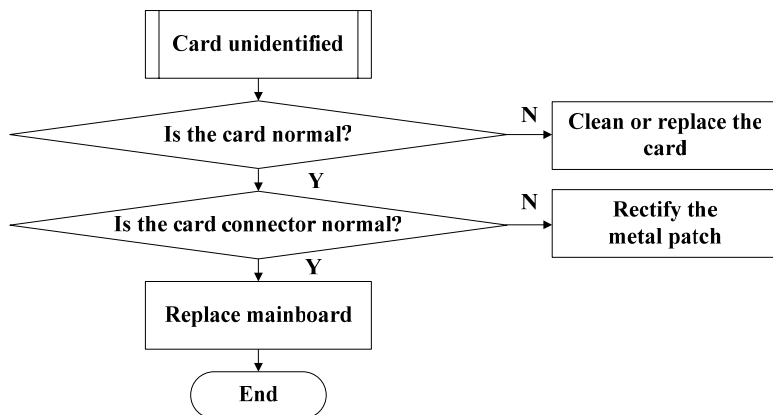 Card unidentified
Is the card normal?
N
Clean or replace the
card
Y
Is the card connector normal?
N
Rectify the
metal patch
Y
Replace mainboard
End